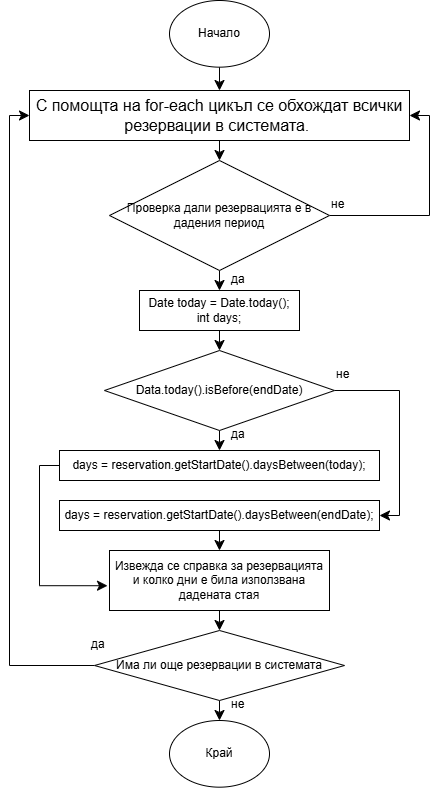 Начало
С помощта на for-each цикъл се обхождат всички
резервации в системата.
Проверка дали резервацията е в
дадения период
не
да
Date today = Date.today();
int days;
Data.today().isBefore(endDate)
не
да
days = reservation.getStartDate().daysBetween(today);
days = reservation.getStartDate().daysBetween(endDate);
Извежда се справка за резервацията
и колко дни е била използвана
дадената стая
да
Има ли още резервации в системата
не
Край